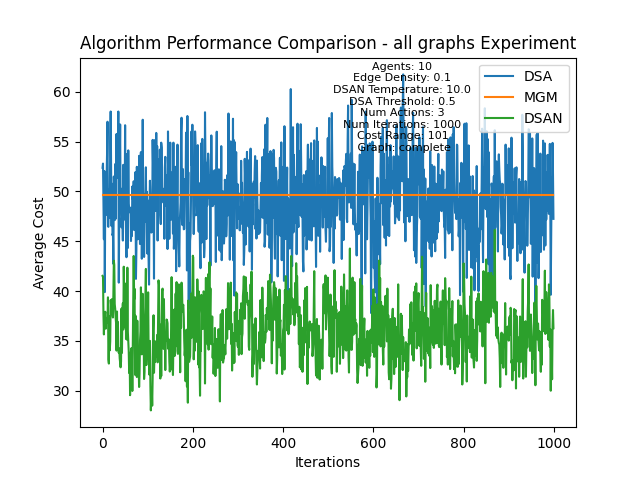 Algorithm Performance Comparison - all graphs Experiment
Agents: 10
Edge Density: 0.1
DSAN Temperature: 10.0
DSA Threshold: 0.5
Num Actions: 3
Num Iterations: 1000
Cost Range: 101
Graph: complete
DSA
MGM
DSAN
Average Cost
60
55
50
45
40
35
30
0
200
400
600
800
1000
Iterations